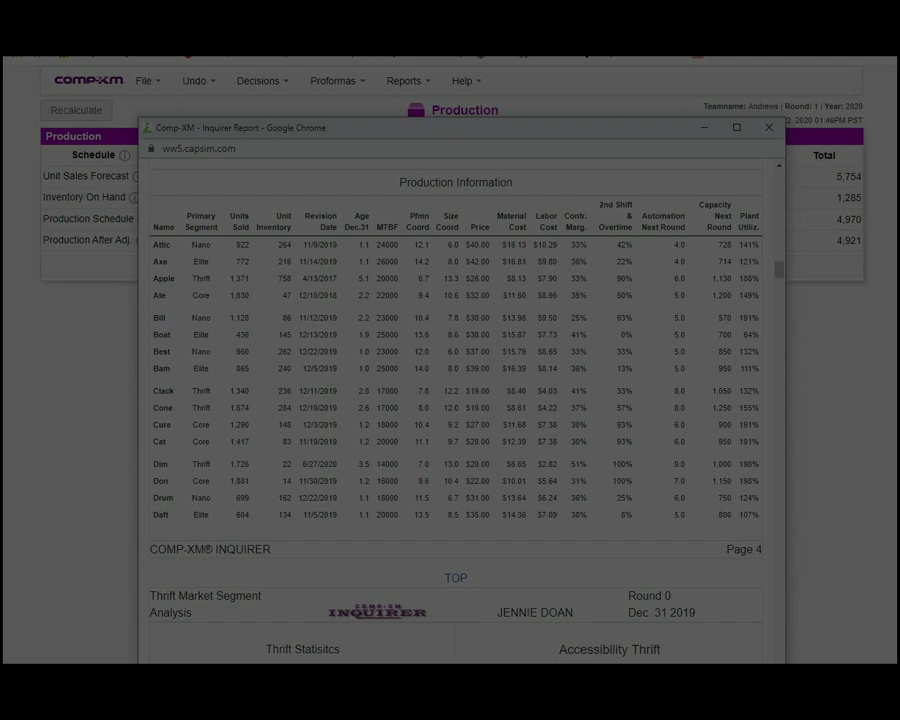 COMP-XM File Undo Decisions Proformas Reports Help
Recalculate Production Teamname: Andrews | Round: 1 | Year: 2020
2, 2020 01:46PM PST
Production
Comp-XM - Inquirer Report - Google Chrome
ww5.capsim.com
Schedule Total
Unit Sales Forecast 5,754
Inventory On Hand 1,285
Production Schedule 4,970
Production After Adj. 4,921
Production Information
2nd Shift Capacity
Primary Units Unit Revision Age Pfmn Size Material Labor Contr. & Automation Next Plant
Name Segment Sold Inventory Date Dec.31 MTBF Coord Coord Price Cost Cost Marg. Overtime Next Round Round Utiliz.
Attic Nano 922 264 11/9/2019 1.1 24000 12.1 6.0 $40.00 $16.13 $10.29 33% 42% 4.0 728 141%
Axe Elite 772 216 11/14/2019 1.1 26000 14.2 8.0 $42.00 $16.81 $9.80 36% 22% 4.0 714 121%
Apple Thrift 1,371 758 4/13/2017 5.1 20000 6.7 13.3 $26.00 $8.13 $7.90 33% 90% 6.0 1,130 188%
Ate Core 1,830 47 12/10/2018 2.2 22000 9.4 10.6 $32.00 $11.60 $8.96 35% 50% 5.0 1,200 149%
Bill Nano 1,128 86 11/12/2019 2.2 23000 10.4 7.8 $30.00 $13.98 $9.50 25% 93% 5.0 570 191%
Boat Elite 436 145 12/13/2019 1.9 25000 13.6 8.6 $38.00 $15.87 $7.73 41% 0% 5.0 700 64%
Best Nano 960 262 12/22/2019 1.0 23000 12.0 6.0 $37.00 $15.79 $8.65 33% 33% 5.0 850 132%
Bam Elite 865 240 12/5/2019 1.0 25000 14.0 8.0 $39.00 $16.39 $8.14 36% 13% 5.0 950 111%
Clack Thrift 1,340 236 12/11/2019 2.8 17000 7.8 12.2 $19.00 $8.40 $4.03 41% 33% 8.0 1,050 132%
Cone Thrift 1,674 284 12/19/2019 2.6 17000 8.0 12.0 $19.00 $8.61 $4.22 37% 57% 8.0 1,250 155%
Cure Core 1,290 148 12/3/2019 1.2 18000 10.4 9.2 $27.00 $11.68 $7.38 30% 93% 6.0 900 191%
Cat Core 1,417 83 11/19/2019 1.2 20000 11.1 9.7 $28.00 $12.39 $7.38 30% 93% 6.0 950 191%
Dim Thrift 1,726 22 6/27/2020 3.5 14000 7.0 13.0 $20.00 $6.65 $2.82 51% 100% 9.0 1,000 198%
Don Core 1,881 14 11/30/2019 1.2 16000 9.6 10.4 $22.00 $10.01 $5.64 31% 100% 7.0 1,150 198%
Drum Nano 699 162 12/22/2019 1.1 18000 11.5 6.7 $31.00 $13.64 $6.24 36% 25% 6.0 750 124%
Daft Elite 604 134 11/5/2019 1.1 20000 13.5 8.5 $35.00 $14.36 $7.09 38% 8% 5.0 800 107%
COMP-XM® INQUIRER Page 4
TOP
Thrift Market Segment Round 0
Analysis COMP-XM INQUIRER JENNIE DOAN Dec. 31 2019
Thrift Statisitcs Accessibility Thrift